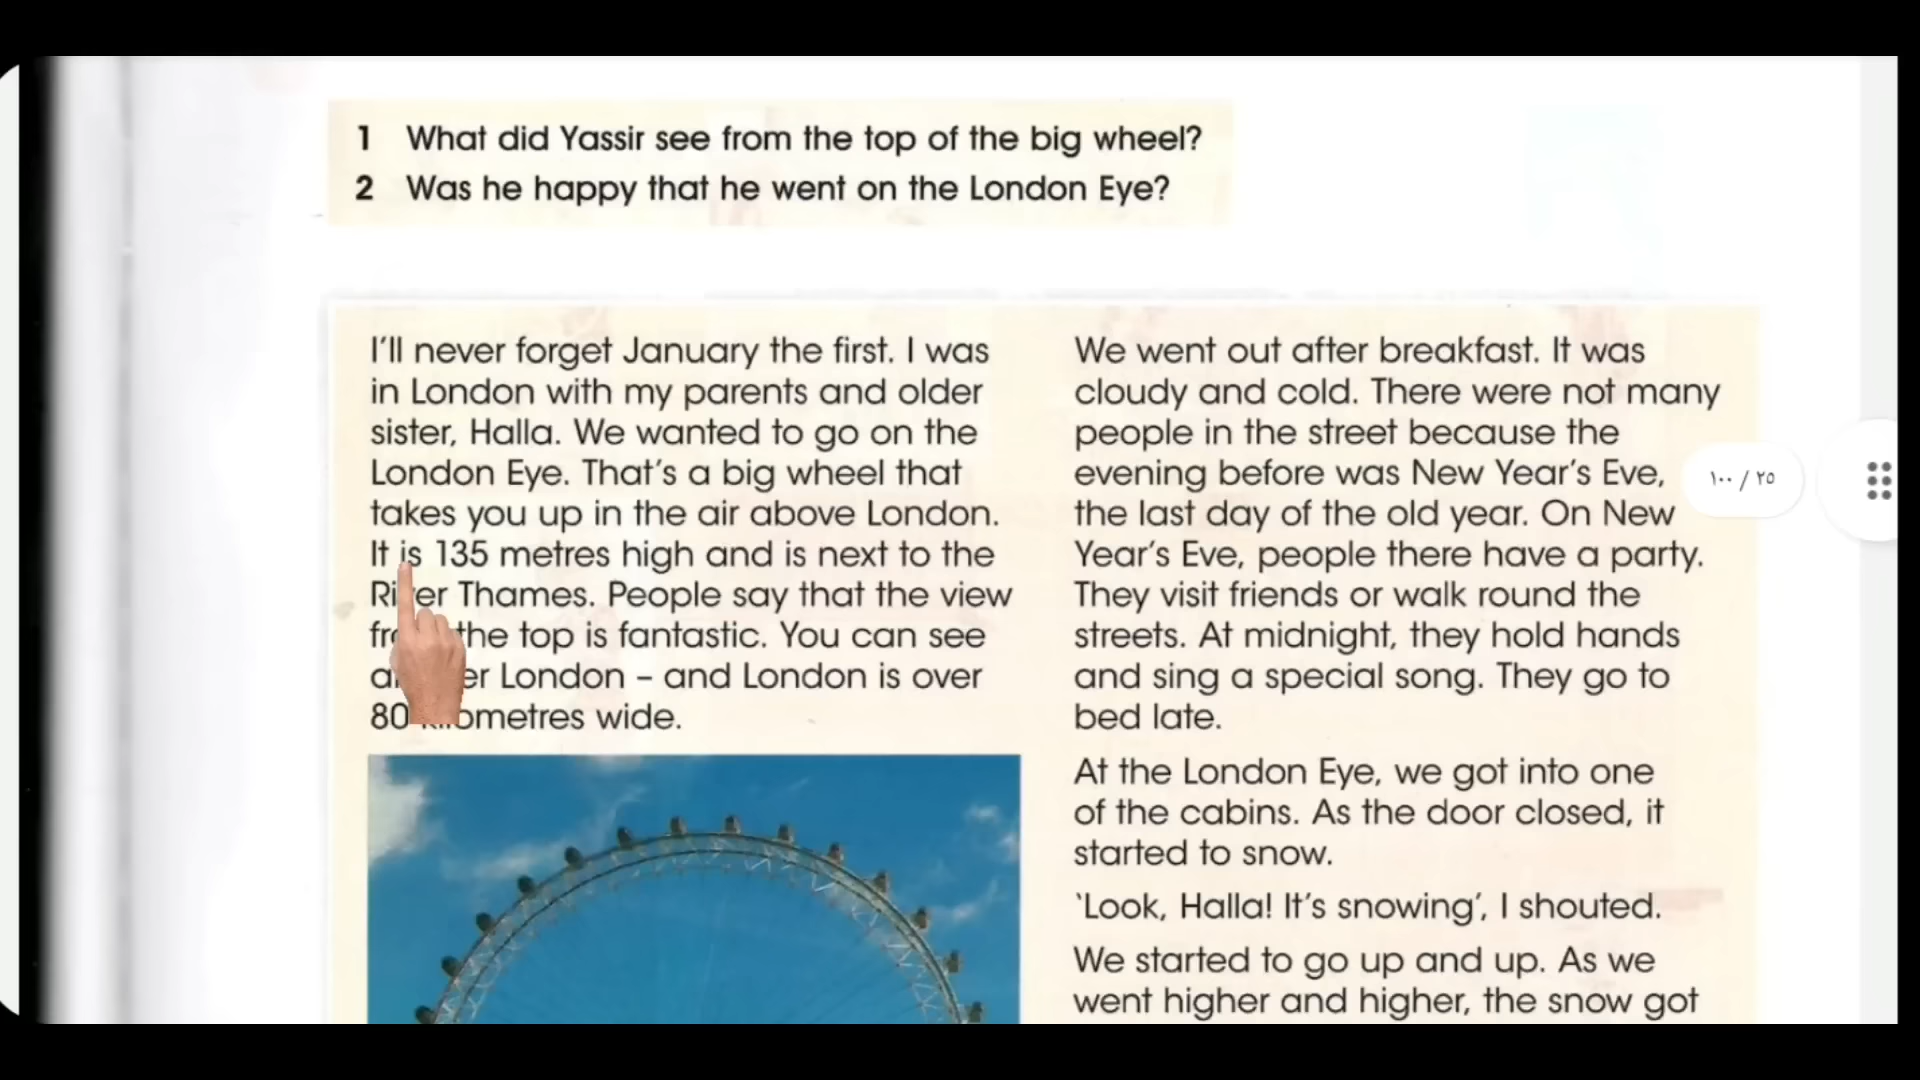 1 What did Yassir see from the top of the big wheel?
2 Was he happy that he went on the London Eye?
I'll never forget January the first. I was
in London with my parents and older
sister, Halla. We wanted to go on the
London Eye. That's a big wheel that
takes you up in the air above London.
It is 135 metres high and is next to the
River Thames. People say that the view
the top is fantastic. You can see
London – and London is over
80 wide.
We went out after breakfast. It was
cloudy and cold. There were not many
people in the street because the
evening before was New Year's Eve,
the last day of the old year. On New
Year's Eve, people there have a party.
They visit friends or walk round the
streets. At midnight, they hold hands
and sing a special song. They go to
bed late.
At the London Eye, we got into one
of the cabins. As the door closed, it
started to snow.
'Look, Halla! It's snowing', I shouted.
We started to go up and up. As we
went higher and higher, the snow got
١٠٠ / ٢٥